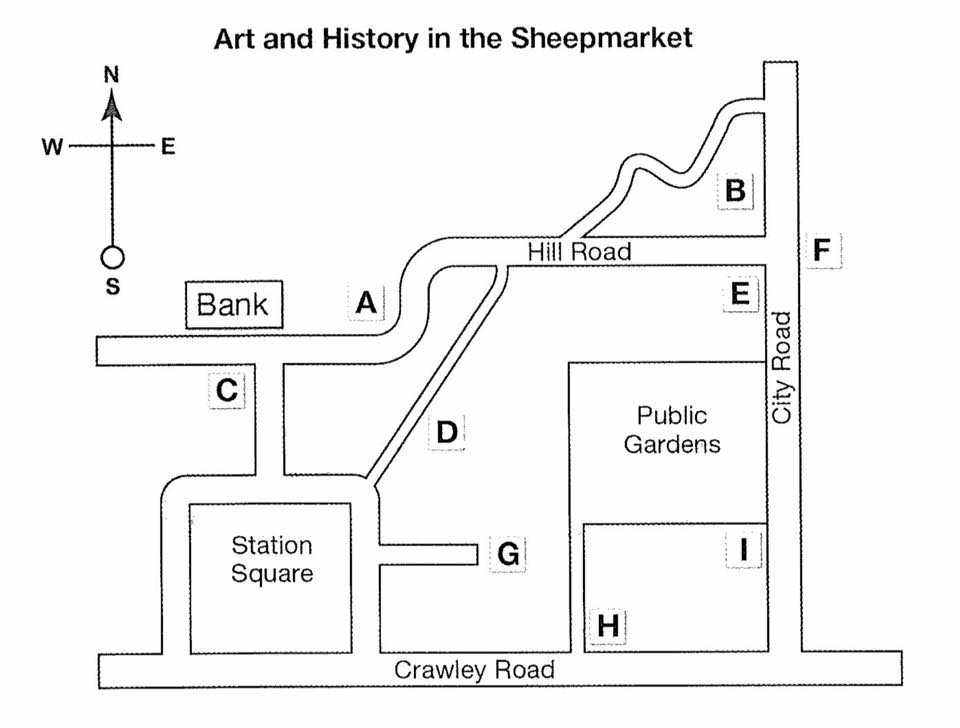 Art and History in the Sheepmarket
N
W
E
S
B
Hill Road
F
Bank
A
E
C
City Road
Public
Gardens
D
Station
Square
G
I
H
Crawley Road